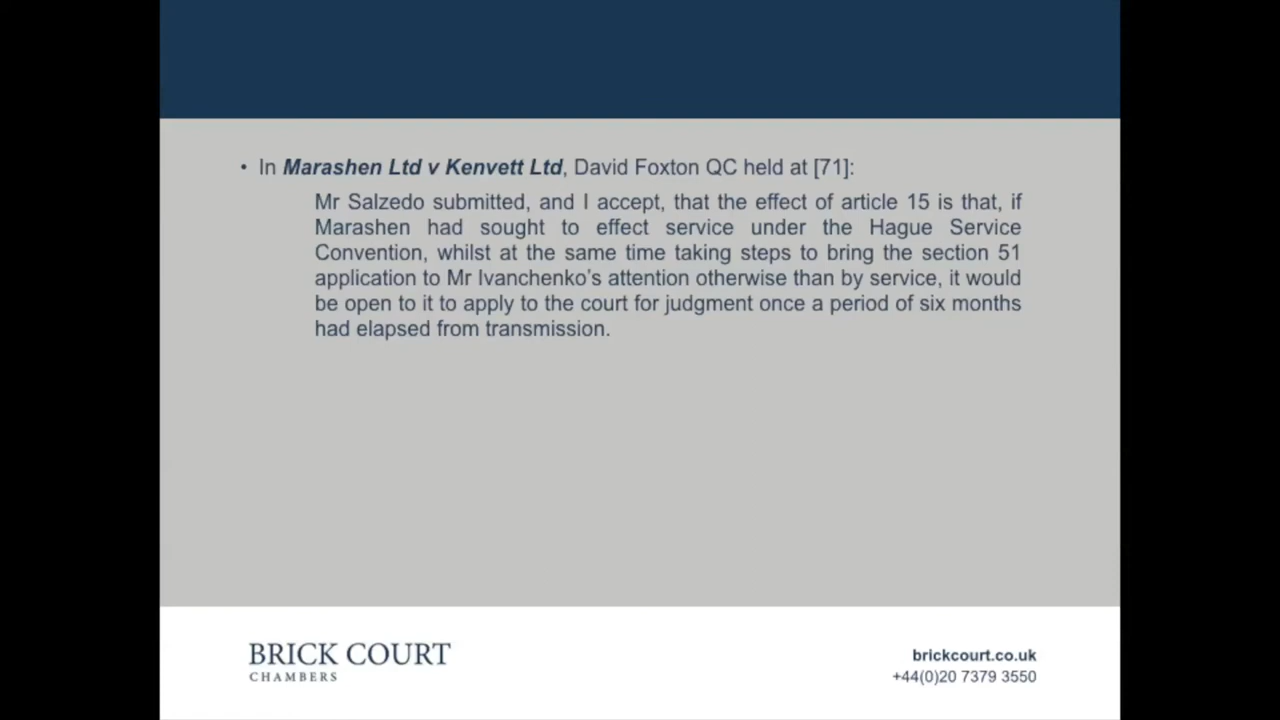 • In Marashen Ltd v Kenvett Ltd, David Foxton QC held at [71]:
Mr Salzedo submitted, and I accept, that the effect of article 15 is that, if
Marashen had sought to effect service under the Hague Service
Convention, whilst at the same time taking steps to bring the section 51
application to Mr Ivanchenko's attention otherwise than by service, it would
be open to it to apply to the court for judgment once a period of six months
had elapsed from transmission.
BRICK COURT
CHAMBERS
brickcourt.co.uk
+44(0)20 7379 3550